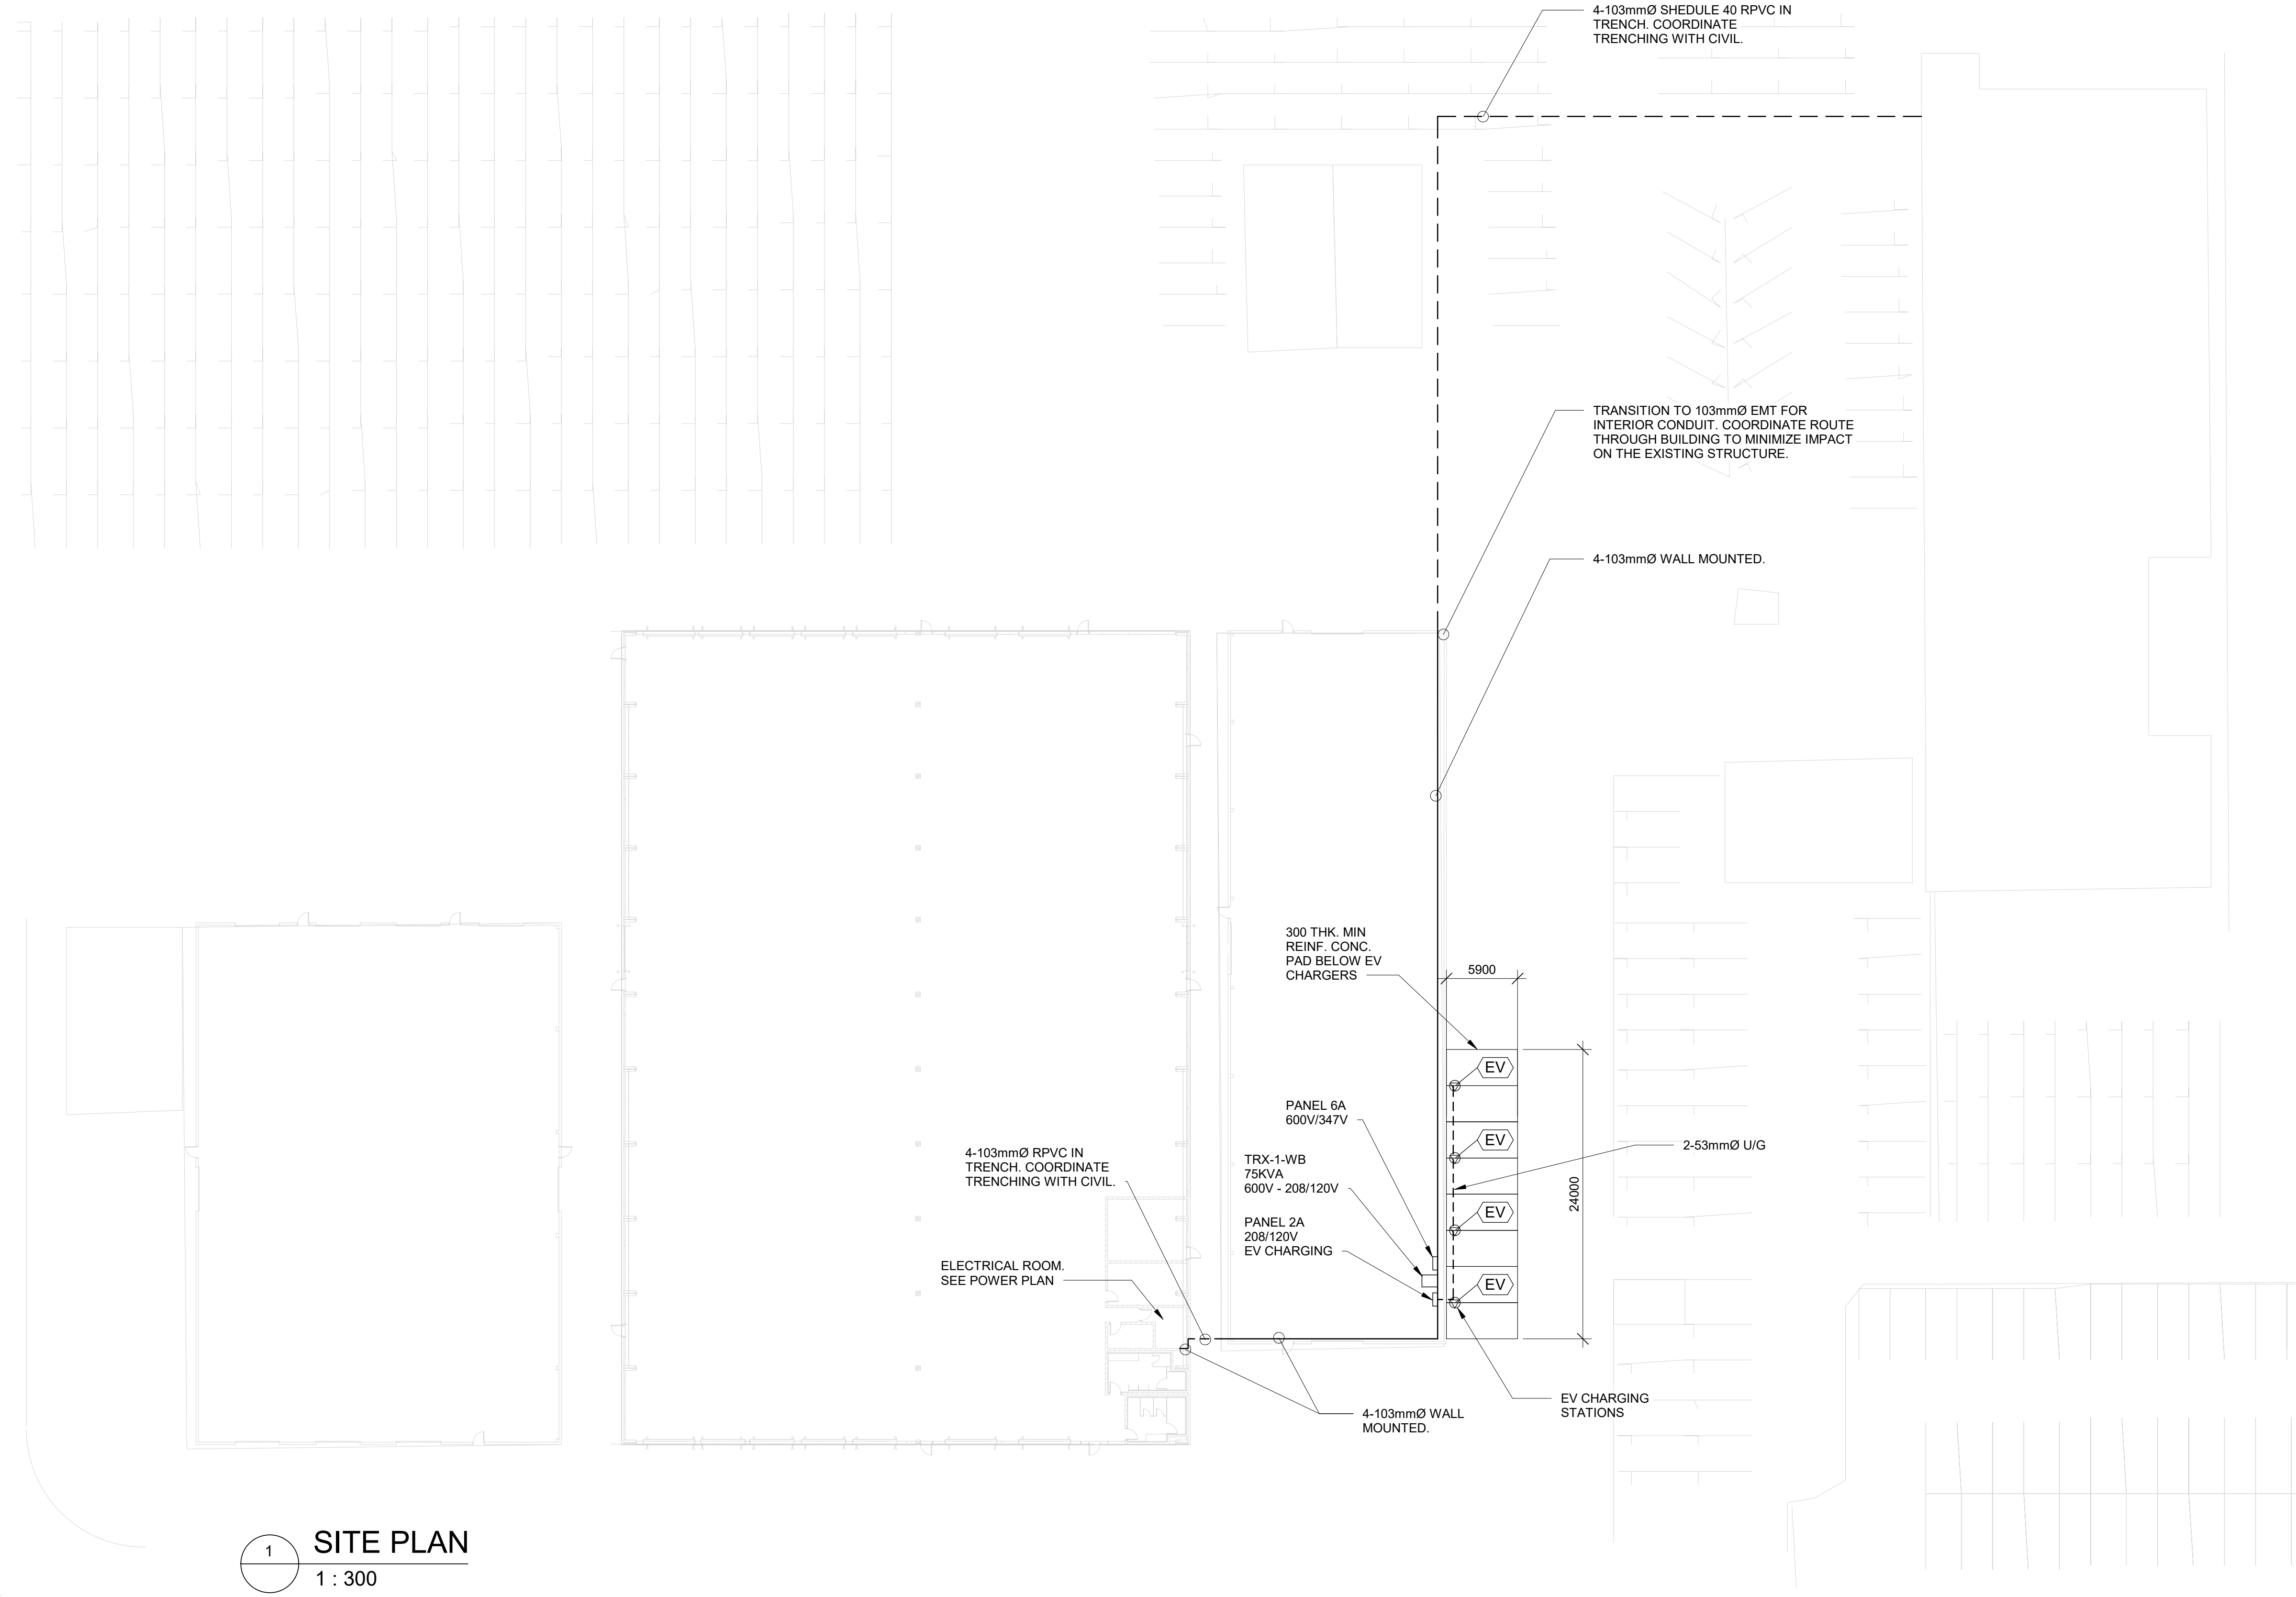 4-103mmØ SHEDULE 40 RPVC IN
TRENCH. COORDINATE
TRENCHING WITH CIVIL.
TRANSITION TO 103mmØ EMT FOR
INTERIOR CONDUIT. COORDINATE ROUTE
THROUGH BUILDING TO MINIMIZE IMPACT
ON THE EXISTING STRUCTURE.
4-103mmØ WALL MOUNTED.
300 THK. MIN
REINF. CONC.
PAD BELOW EV
CHARGERS
5900
EV
PANEL 6A
600V/347V
EV
2-53mmØ U/G
4-103mmØ RPVC IN
TRENCH. COORDINATE
TRENCHING WITH CIVIL.
TRX-1-WB
75KVA
600V - 208/120V
24000
EV
PANEL 2A
208/120V
EV CHARGING
ELECTRICAL ROOM.
SEE POWER PLAN
EV
EV CHARGING
STATIONS
4-103mmØ WALL
MOUNTED.
1
SITE PLAN
1 : 300